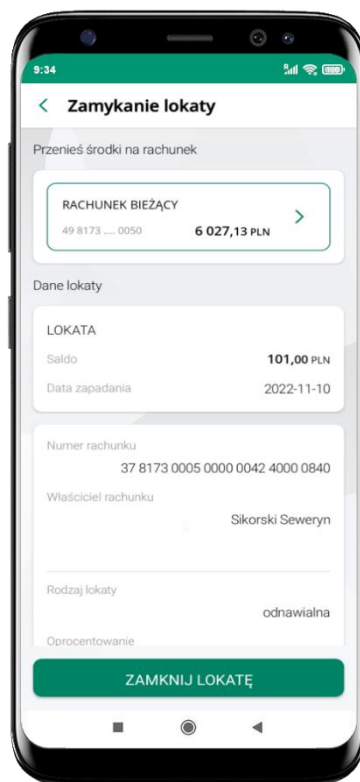 9:34
Zamykanie lokaty
Przenieś środki na rachunek
RACHUNEK BIEŻĄCY
49 8173 .... 0050 6 027,13 PLN
Dane lokaty
LOKATA
Saldo 101,00 PLN
Data zapadania 2022-11-10
Numer rachunku
37 8173 0005 0000 0042 4000 0840
Właściciel rachunku
Sikorski Seweryn
Rodzaj lokaty
odnawialna
Oprocentowanie
ZAMKNIJ LOKATĘ